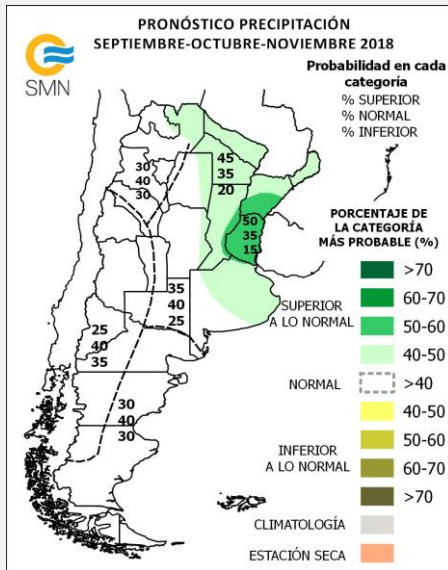 PRONÓSTICO PRECIPITACIÓN
SEPTIEMBRE-OCTUBRE-NOVIEMBRE 2018
SMN
Probabilidad en cada
categoría
% SUPERIOR
% NORMAL
% INFERIOR
30
40
30
45
35
20
50
35
15
35
40
25
25
40
35
30
40
30
PORCENTAJE DE
LA CATEGORÍA
MÁS PROBABLE (%)
SUPERIOR
A LO NORMAL
>70
60-70
50-60
40-50
NORMAL
>40
INFERIOR
A LO NORMAL
40-50
50-60
60-70
>70
CLIMATOLOGÍA
ESTACIÓN SECA